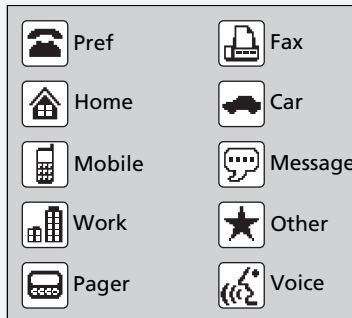 Pref
Fax
Home
Car
Mobile
Message
Work
Other
Pager
Voice